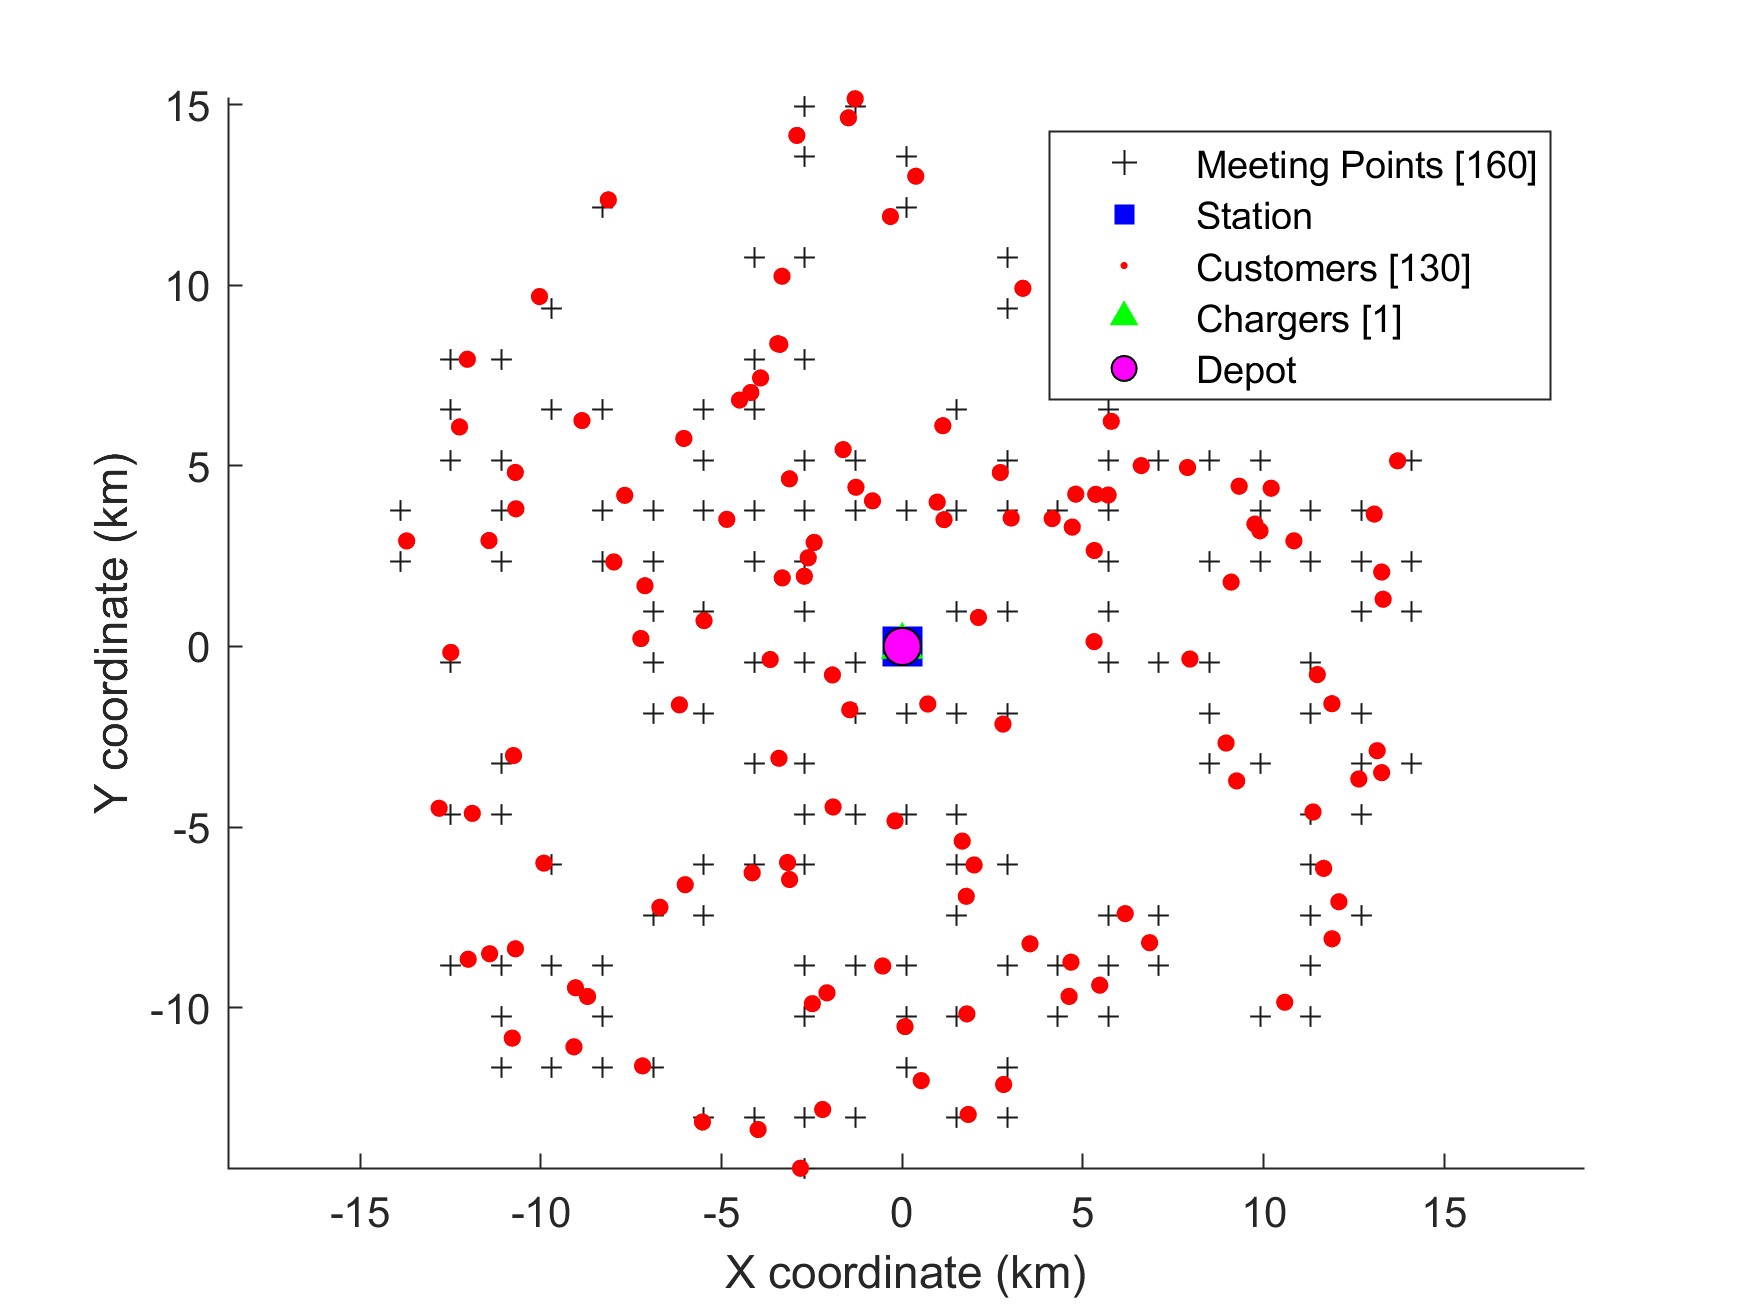 15
10
5
0
-5
-10
Y coordinate (km)
-15 -10 -5 0 5 10 15
X coordinate (km)
Meeting Points [160]
Station
Customers [130]
Chargers [1]
Depot